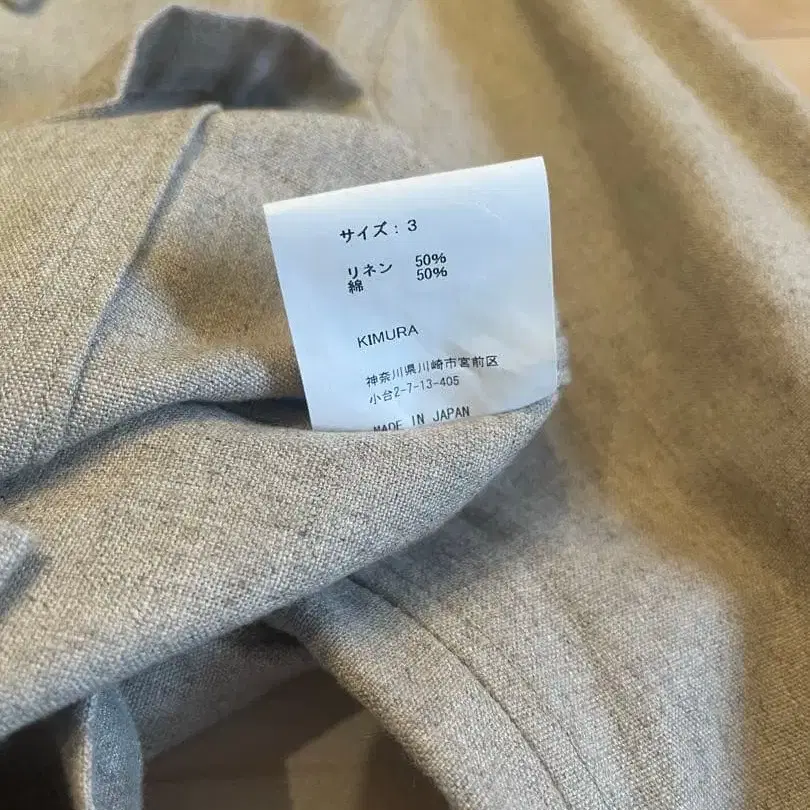 サイズ: 3
リネン 50%
綿 50%
KIMURA
神奈川県川崎市宮前区
小台2-7-13-405
MADE IN JAPAN